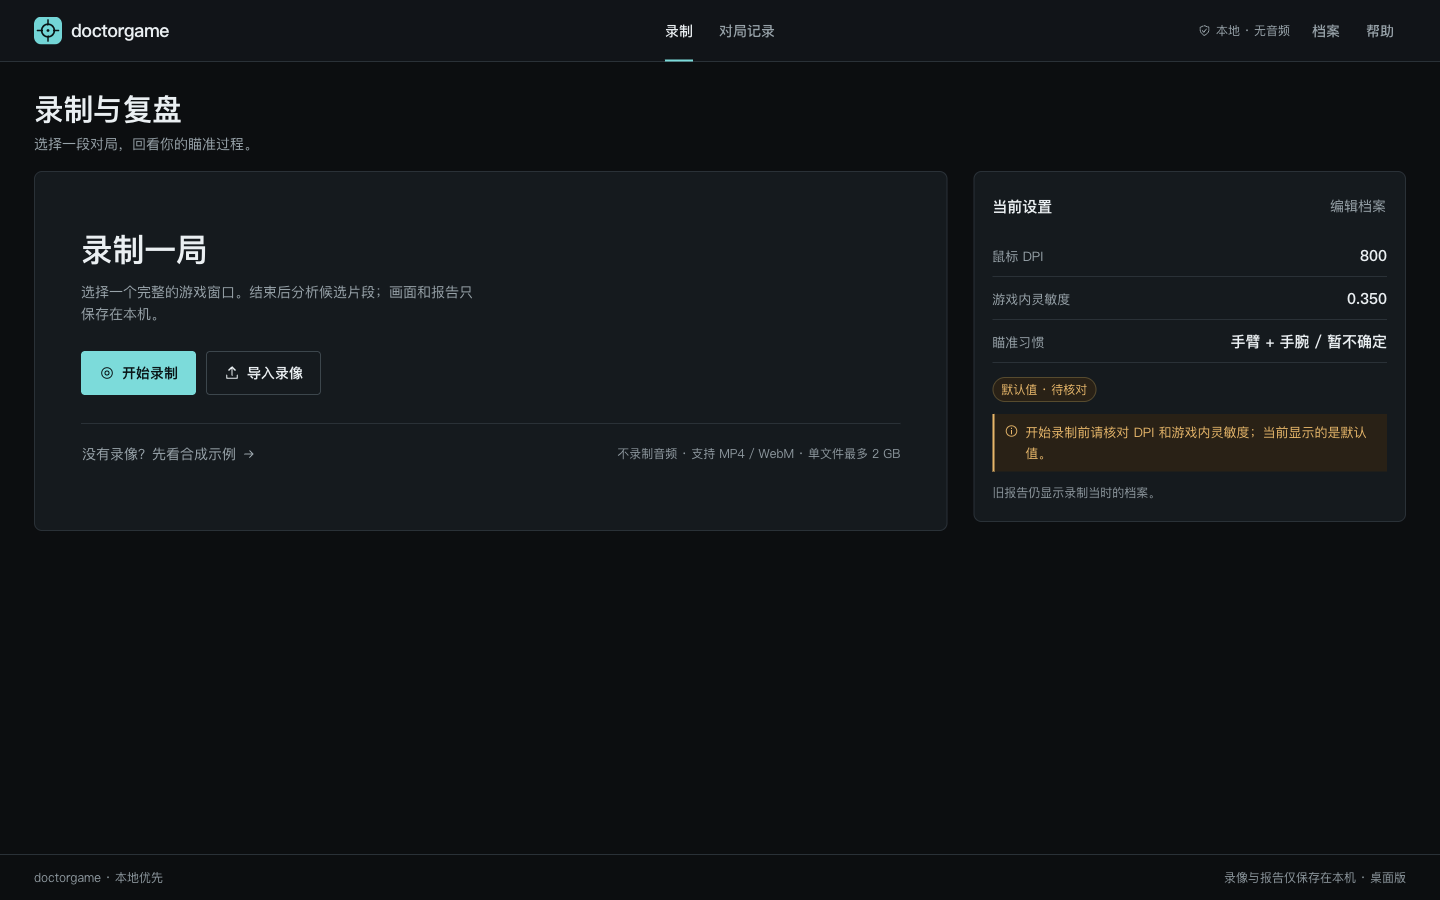 doctorgame
录制
对局记录
本地 · 无音频
档案
帮助
录制与复盘
选择一段对局，回看你的瞄准过程。
录制一局
选择一个完整的游戏窗口。结束后分析候选片段；画面和报告只
保存在本机。
开始录制
导入录像
没有录像？先看合成示例 →
不录制音频 · 支持 MP4 / WebM · 单文件最多 2 GB
当前设置
编辑档案
鼠标 DPI
800
游戏内灵敏度
0.350
瞄准习惯
手臂 + 手腕 / 暂不确定
默认值 · 待核对
开始录制前请核对 DPI 和游戏内灵敏度；当前显示的是默认
值。
旧报告仍显示录制当时的档案。
doctorgame · 本地优先
录像与报告仅保存在本机 · 桌面版